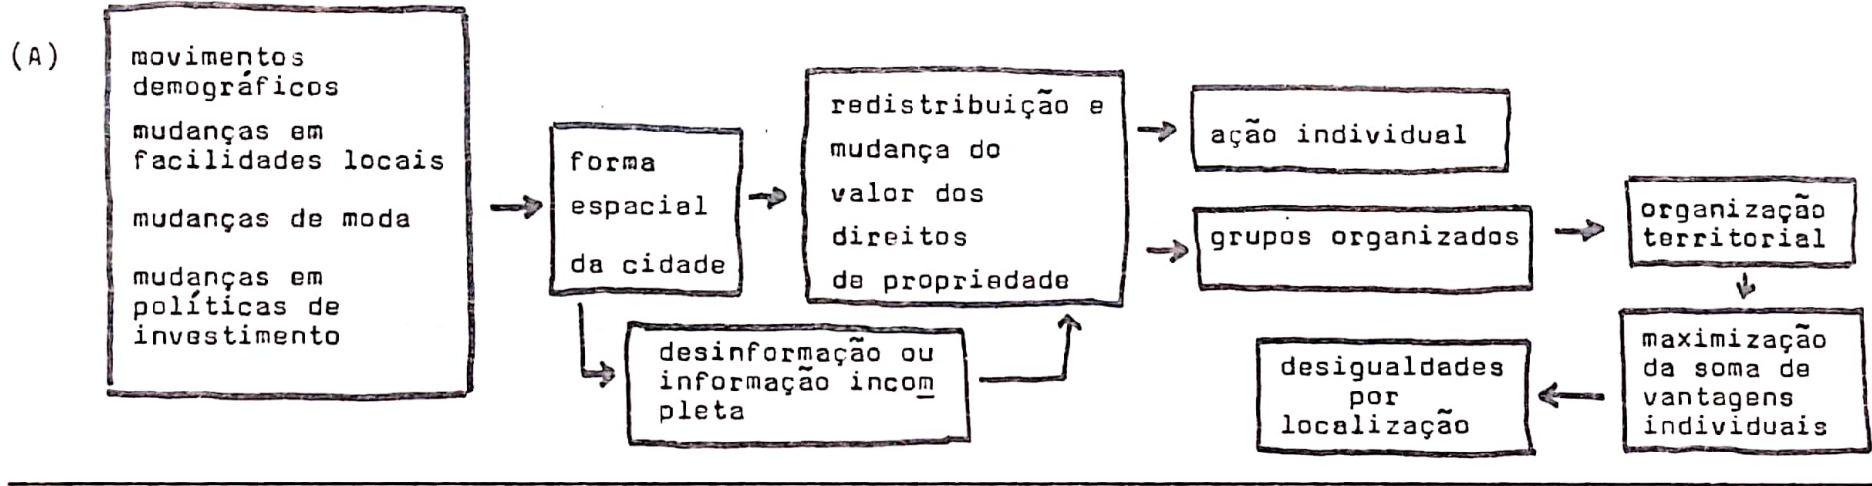 (A)
movimentos
demográficos
mudanças em
facilidades locais
mudanças de moda
mudanças em
políticas de
investimento
forma
espacial
da cidade
desinformação ou
informação incom
pleta
redistribuição e
mudança do
valor dos
direitos
de propriedade
ação individual
grupos organizados
organização
territorial
maximização
da soma de
vantagens
individuais
desigualdades
por
localização